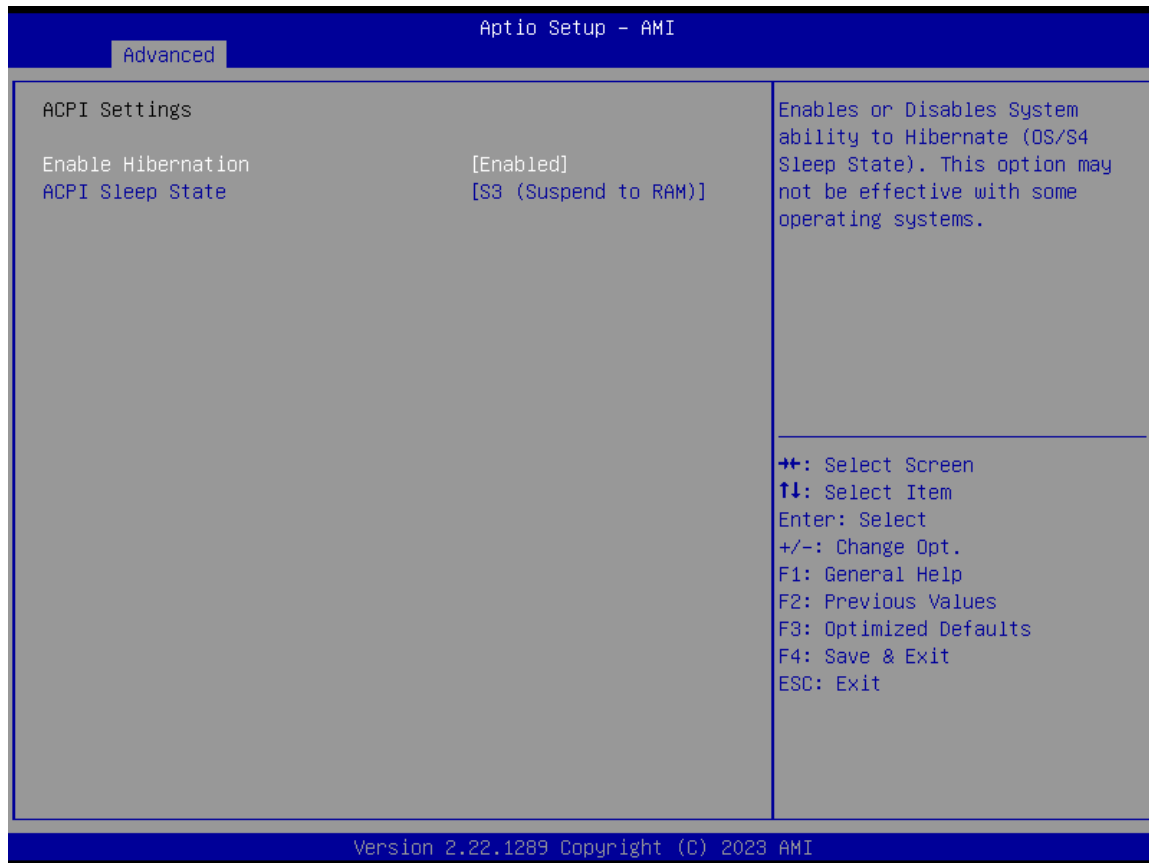 Aptio Setup – AMI
Advanced
ACPI Settings
Enable Hibernation [Enabled]
ACPI Sleep State [S3 (Suspend to RAM)]
Enables or Disables System
ability to Hibernate (OS/S4
Sleep State). This option may
not be effective with some
operating systems.
→←: Select Screen
↑↓: Select Item
Enter: Select
+/-: Change Opt.
F1: General Help
F2: Previous Values
F3: Optimized Defaults
F4: Save & Exit
ESC: Exit
Version 2.22.1289 Copyright (C) 2023 AMI